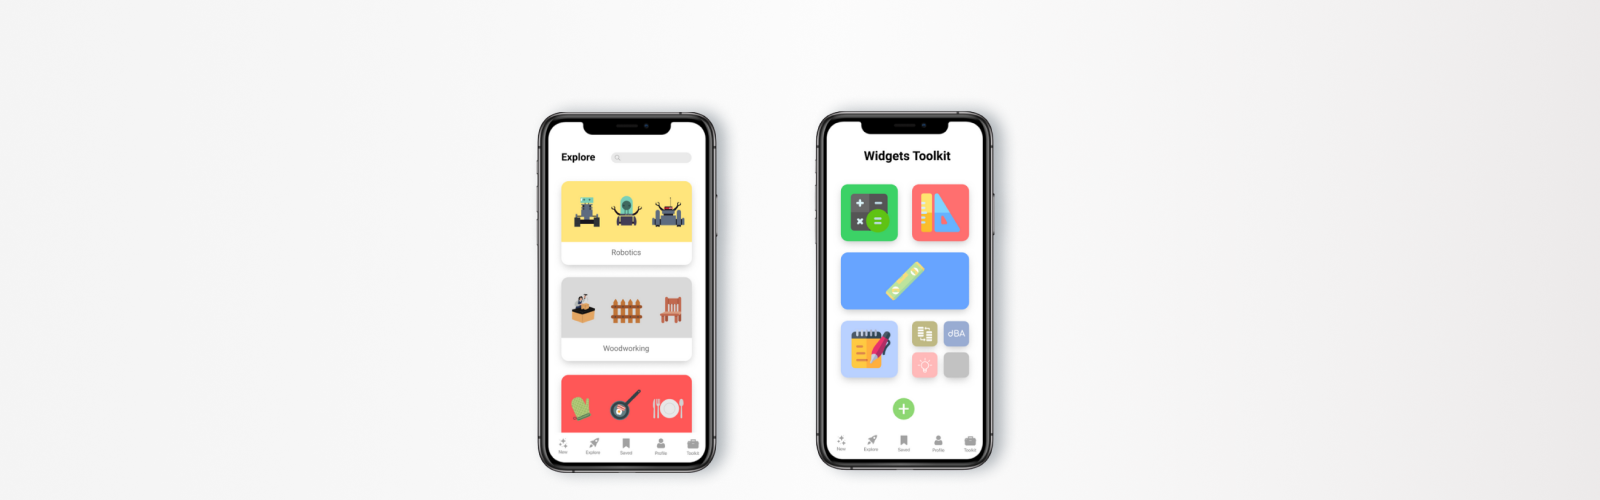 Explore
Robotics
Woodworking
New
Explore
Saved
Profile
Toolkit
Widgets Toolkit
dBA
New
Explore
Saved
Profile
Toolkit